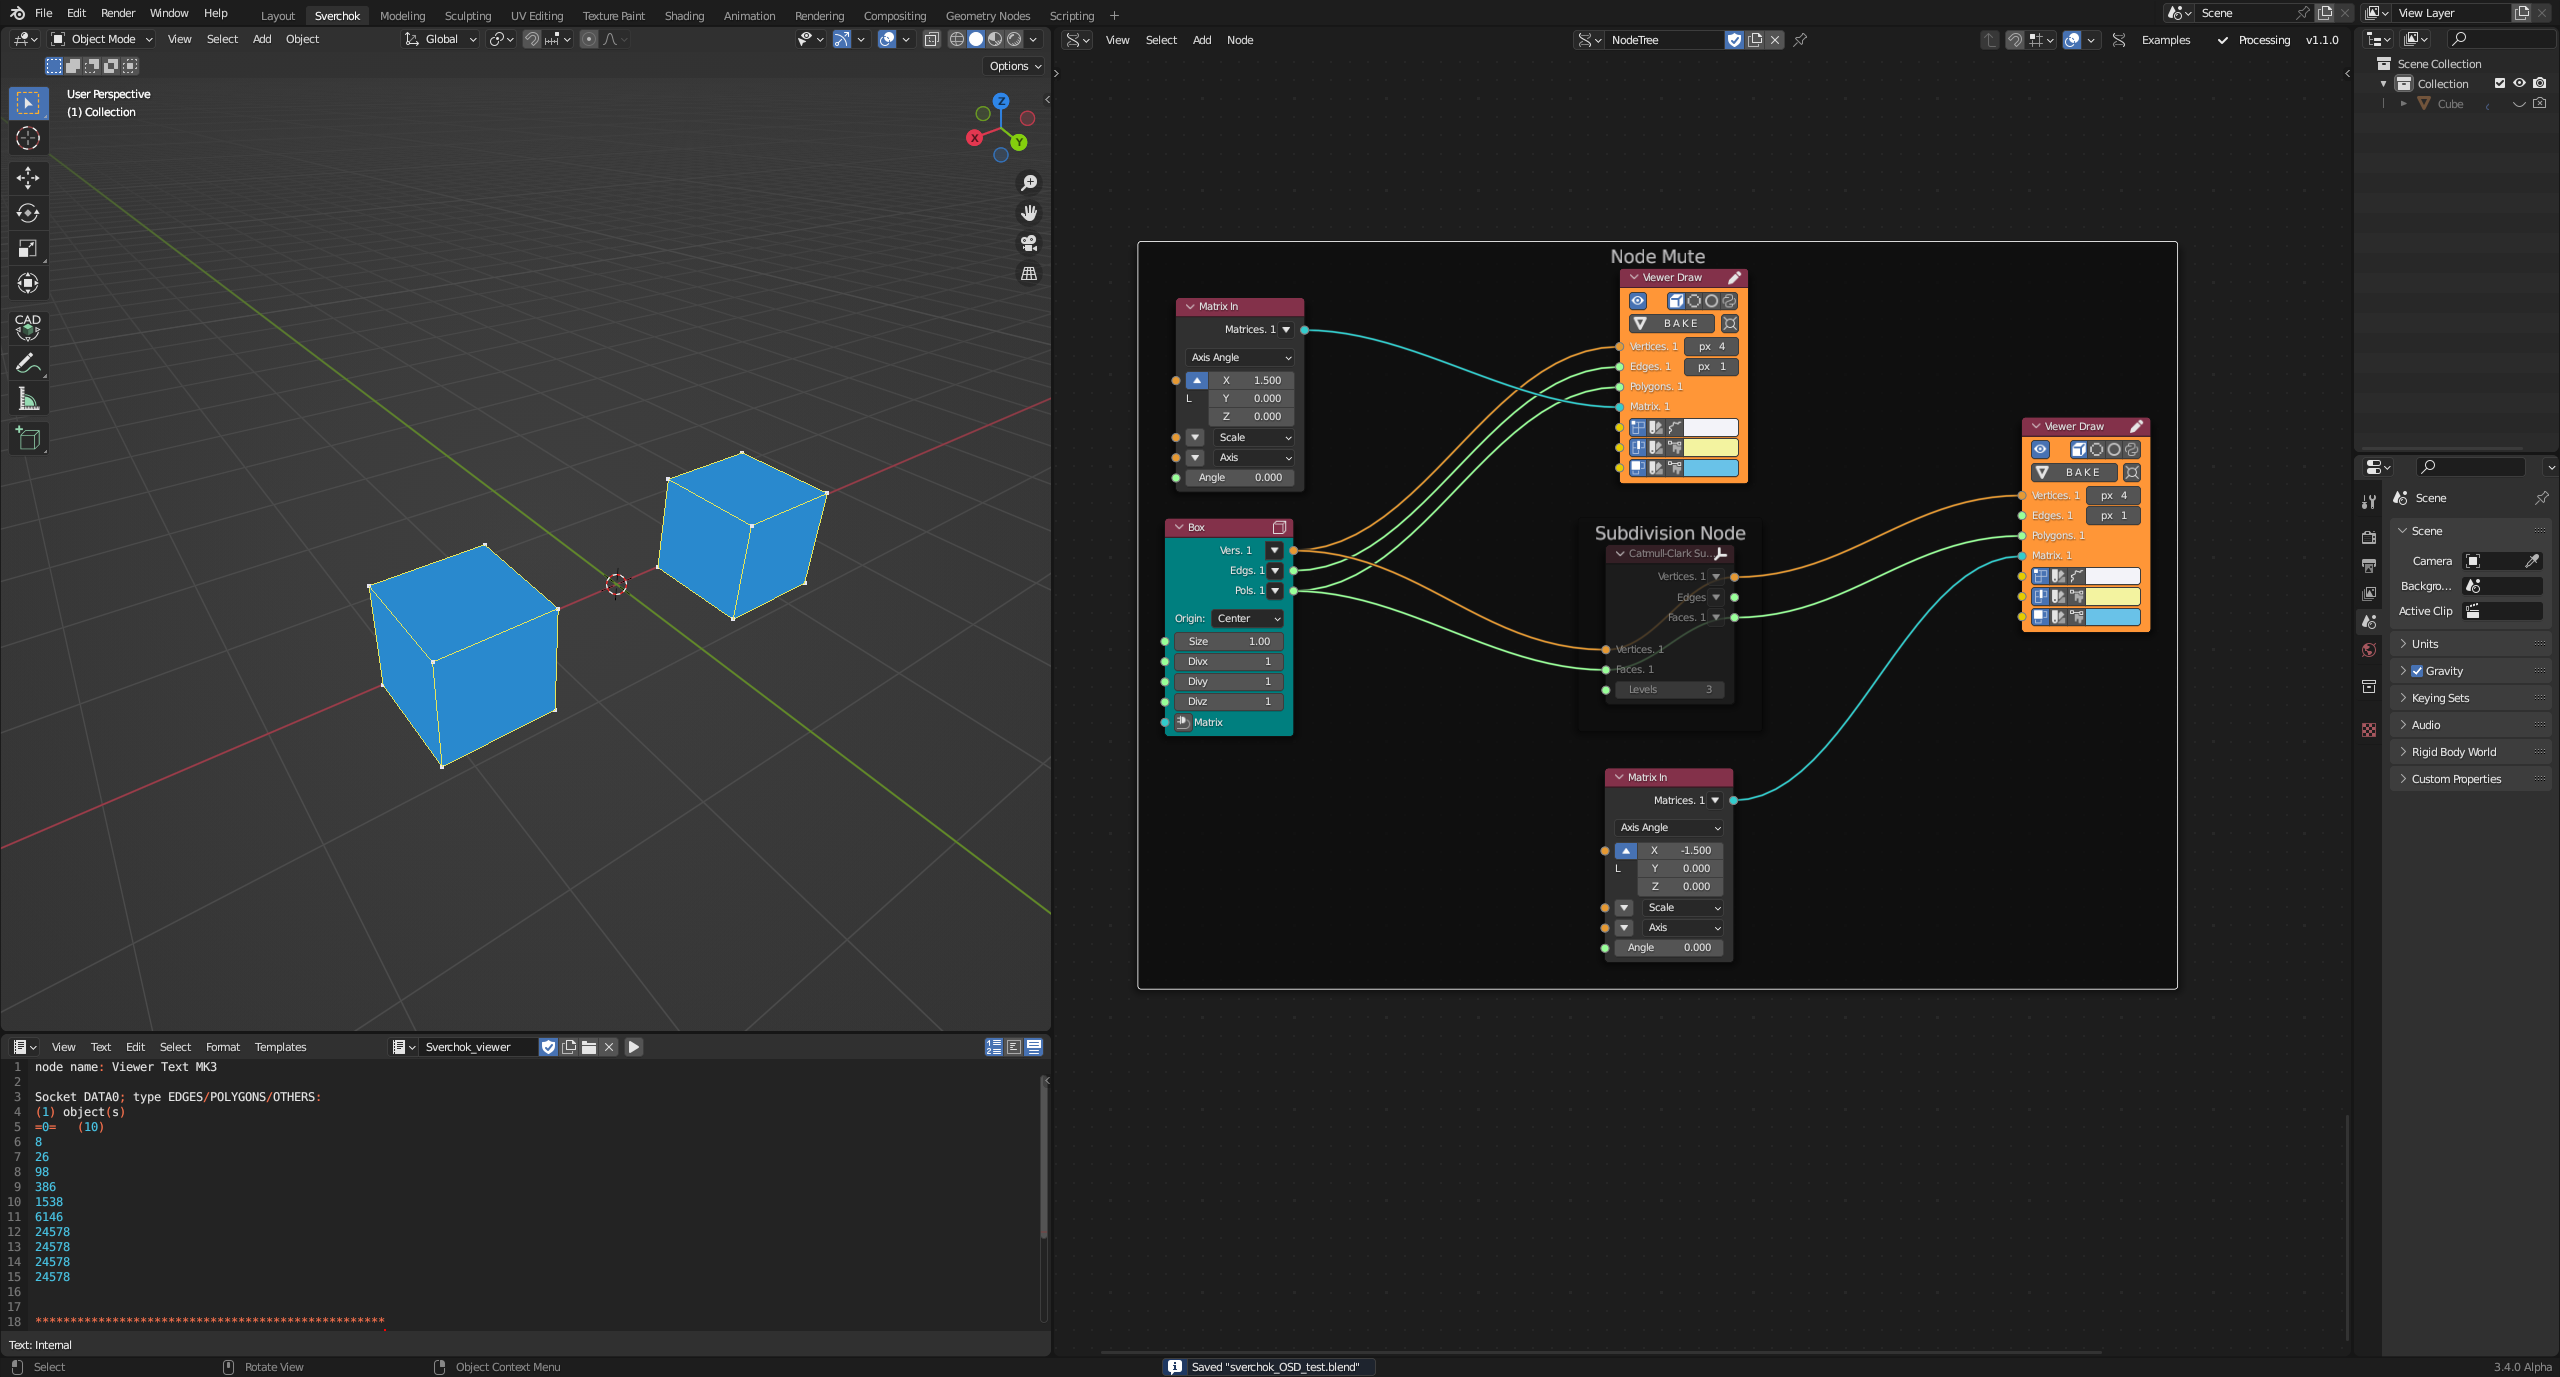 File Edit Render Window Help
Layout Sverchok Modeling Sculpting UV Editing Texture Paint Shading Animation Rendering Compositing Geometry Nodes Scripting +
Scene
View Layer
Object Mode View Select Add Object
Global
Options
View Select Add Node
NodeTree
Examples Processing v1.1.0
User Perspective
(1) Collection
Z
X
Y
CAD
Scene Collection
Collection
Cube
Node Mute
Matrix In
Matrices. 1
Axis Angle
X 1.500
L Y 0.000
Z 0.000
Scale
Axis
Angle 0.000
Viewer Draw
BAKE
Vertices. 1 px 4
Edges. 1 px 1
Polygons. 1
Matrix. 1
Box
Vers. 1
Edgs. 1
Pols. 1
Origin: Center
Size 1.00
Divx 1
Divy 1
Divz 1
Matrix
Subdivision Node
Catmull-Clark Su...
Vertices. 1
Edges
Faces. 1
Vertices. 1
Faces. 1
Levels 3
Matrix In
Matrices. 1
Axis Angle
X -1.500
L Y 0.000
Z 0.000
Scale
Axis
Angle 0.000
Viewer Draw
BAKE
Vertices. 1 px 4
Edges. 1 px 1
Polygons. 1
Matrix. 1
Scene
Scene
Camera
Backgro...
Active Clip
Units
Gravity
Keying Sets
Audio
Rigid Body World
Custom Properties
View Text Edit Select Format Templates
Sverchok_viewer
1 node name: Viewer Text MK3
2
3 Socket DATA0; type EDGES/POLYGONS/OTHERS:
4 (1) object(s)
5 =0= (10)
6 8
7 26
8 98
9 386
10 1538
11 6146
12 24578
13 24578
14 24578
15 24578
16
17
18 **************************************************
Text: Internal
Select Rotate View Object Context Menu
Saved "sverchok_OSD_test.blend"
3.4.0 Alpha